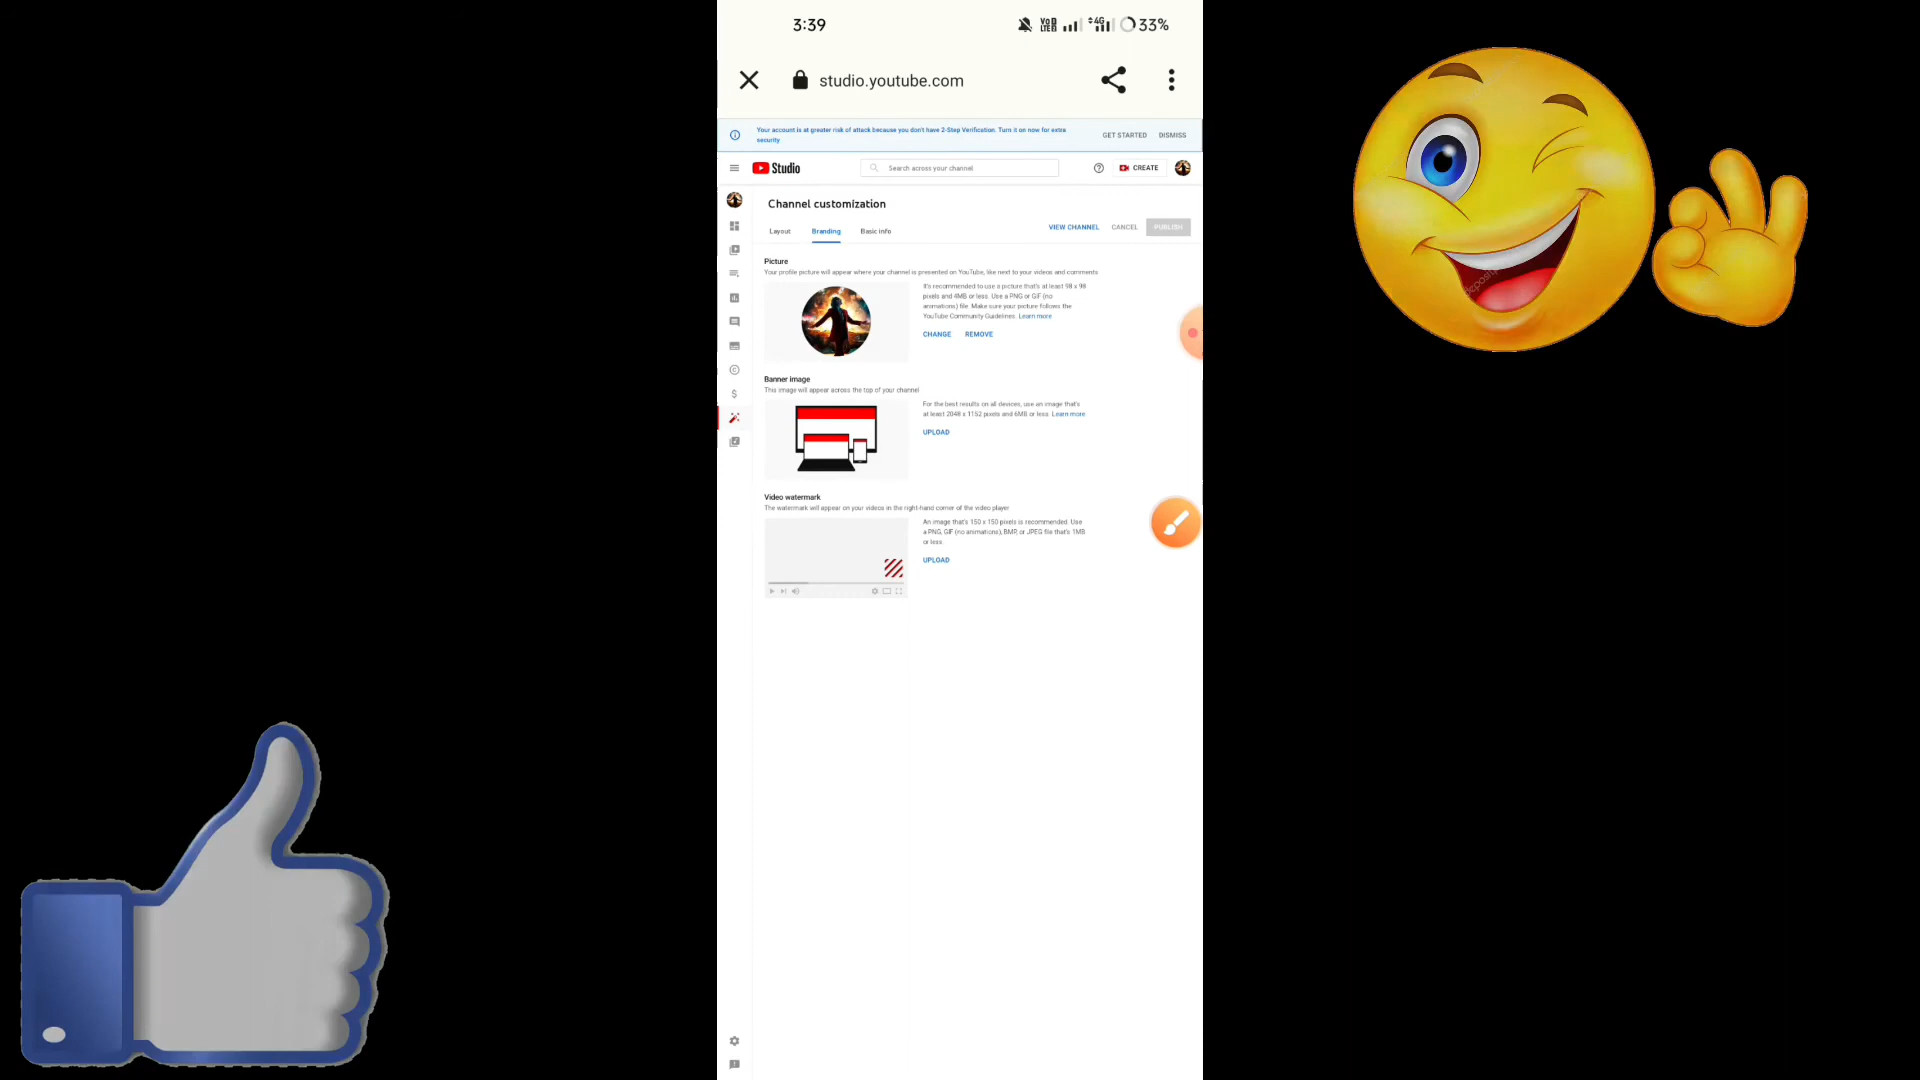 3:39
Vo) LTE2 4G 33%
studio.youtube.com
Your account is at greater risk of attack because you don't have 2-Step Verification. Turn it on now for extra
security
GET STARTED DISMISS
Studio
Search across your channel
CREATE
Channel customization
Layout Branding Basic info
VIEW CHANNEL CANCEL PUBLISH
Picture
Your profile picture will appear where your channel is presented on YouTube, like next to your videos and comments
It's recommended to use a picture that's at least 98 x 98
pixels and 4MB or less. Use a PNG or GIF (no
animations) file. Make sure your picture follows the
YouTube Community Guidelines. Learn more
CHANGE REMOVE
Banner image
This image will appear across the top of your channel
For the best results on all devices, use an image that's
at least 2048 x 1152 pixels and 6MB or less. Learn more
UPLOAD
Video watermark
The watermark will appear on your videos in the right-hand corner of the video player
An image that's 150 x 150 pixels is recommended. Use
a PNG, GIF (no animations), BMP, or JPEG file that's 1MB
or less.
UPLOAD